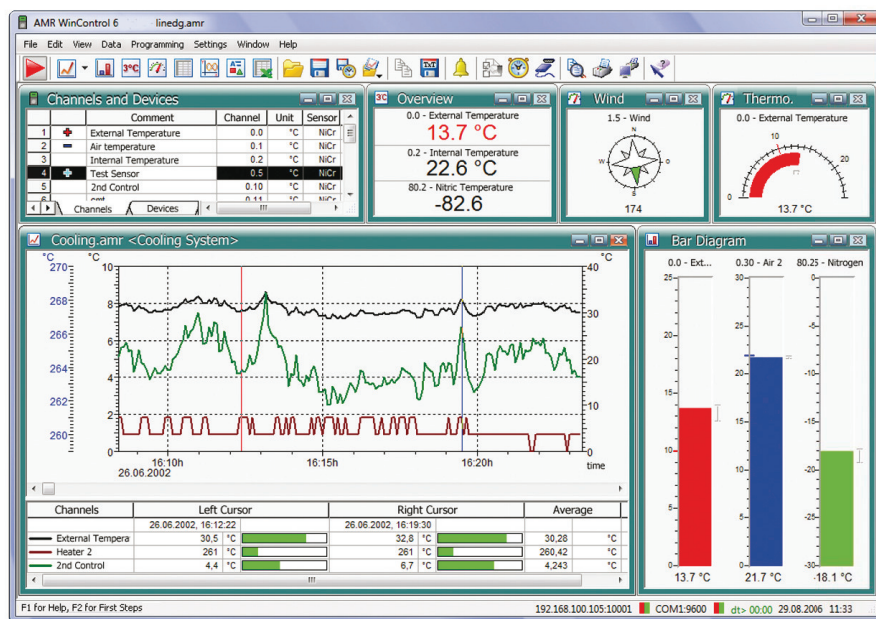 AMR WinControl 6 linedg.amr
File Edit View Data Programming Settings Window Help
3°C TXT
Channels and Devices
Comment Channel Unit Sensor
1 External Temperature 0.0 °C NiCr
2 Air temperature 0.1 °C NiCr
3 Internal Temperature 0.2 °C NiCr
4 Test Sensor 0.5 °C NiCr
5 2nd Control 0.10 °C NiCr
Channels Devices
3C Overview
0.0 - External Temperature
13.7 °C
0.2 - Internal Temperature
22.6 °C
80.2 - Nitric Temperature
-82.6
Wind
1.5 - Wind
N
W O
S
174
Thermo.
0.0 - External Temperature
10
20
0
13.7 °C
Cooling.amr <Cooling System>
°C °C °C
270 10 40
268 8
30
266 6
264 20
4
262
10
2
260
0 0
16:10h 16:15h 16:20h time
26.06.2002
Channels Left Cursor Right Cursor Average
26.06.2002, 16:12:22 26.06.2002, 16:19:30
External Tempera 30,5 °C 32,8 °C 30,28 °C
Heater 2 261 °C 261 °C 260,42 °C
2nd Control 4,4 °C 6,7 °C 4,243 °C
Bar Diagram
0.0 - Ext... 0.30 - Air 2 80.25 - Nitrogen
25 30 0
20 25 -5
15 20 -10
15 -15
10 10 -20
5 5 -25
0 0 -30
13.7 °C 21.7 °C -18.1 °C
F1 for Help, F2 for First Steps 192.168.100.105:10001 COM1:9600 dt> 00:00 29.08.2006 11:33